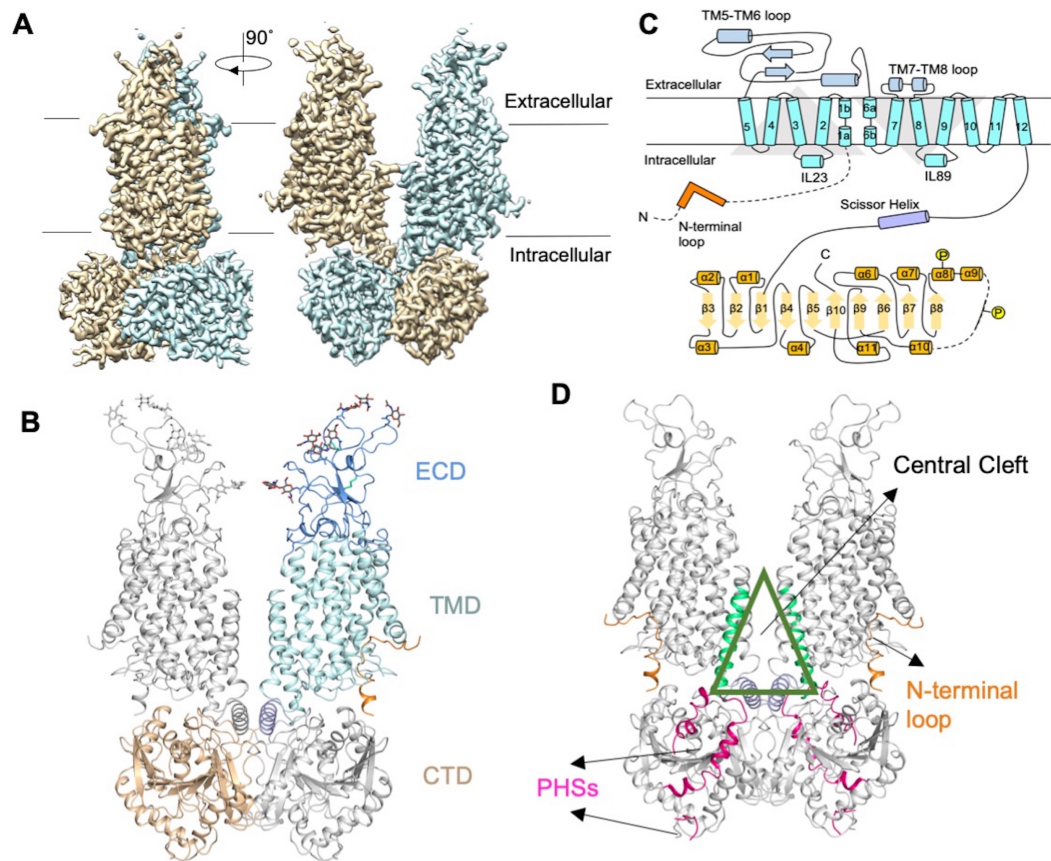 A
90°
Extracellular
Intracellular
C
TM5-TM6 loop
TM7-TM8 loop
Extracellular
5
4
3
2
1b
1a
6a
6b
7
8
9
10
11
12
Intracellular
IL23
IL89
N
N-terminal
loop
Scissor Helix
C
P
α2
α1
α6
α7
α8
α9
β3
β2
β1
β4
β5
β10
β9
β6
β7
β8
P
α3
α4
α11
α10
B
ECD
TMD
CTD
D
Central Cleft
N-terminal
loop
PHSs